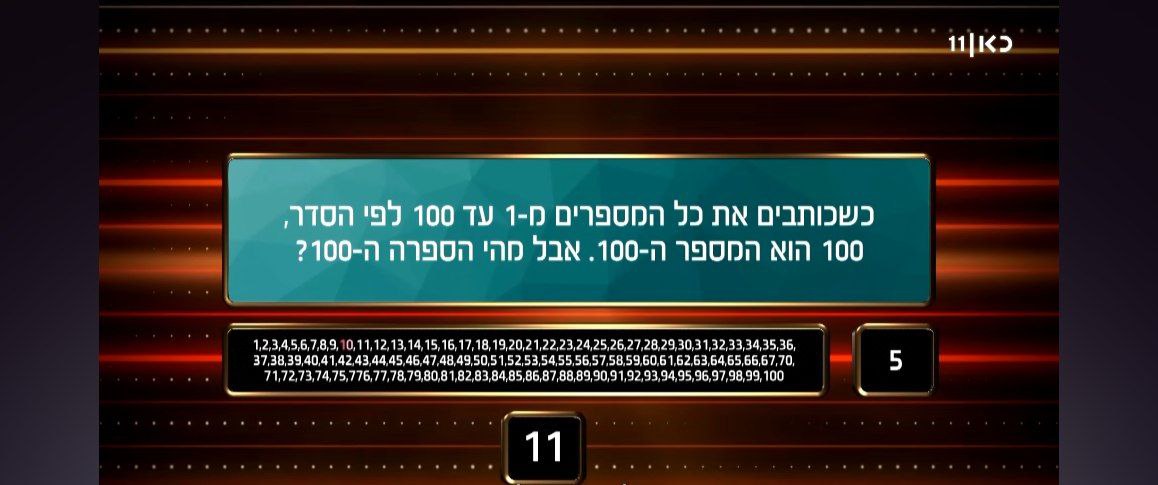 כאן|11
כשכותבים את כל המספרים מ-1 עד 100 לפי הסדר,
100 הוא המספר ה-100. אבל מהי הספרה ה-100?
1,2,3,4,5,6,7,8,9,10,11,12,13,14,15,16,17,18,19,20,21,22,23,24,25,26,27,28,29,30,31,32,33,34,35,36,
37,38,39,40,41,42,43,44,45,46,47,48,49,50,51,52,53,54,55,56,57,58,59,60,61,62,63,64,65,66,67,70,
71,72,73,74,75,776,77,78,79,80,81,82,83,84,85,86,87,88,89,90,91,92,93,94,95,96,97,98,99,100
5
11